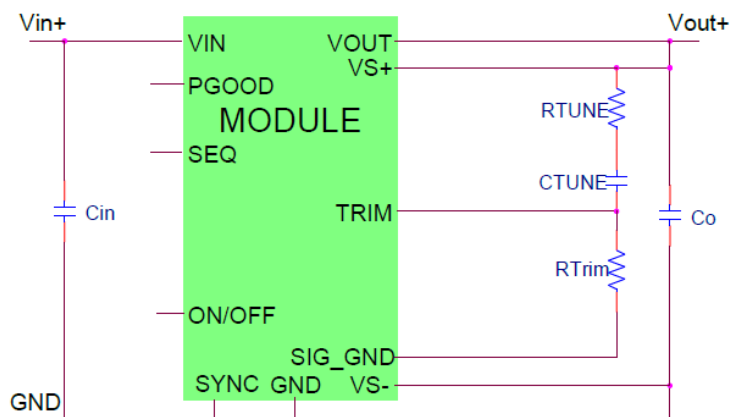 Vin+
Vout+
VIN
VOUT
VS+
PGOOD
RTUNE
MODULE
SEQ
CTUNE
TRIM
Cin
Co
RTrim
ON/OFF
SIG_GND
SYNC GND VS-
GND